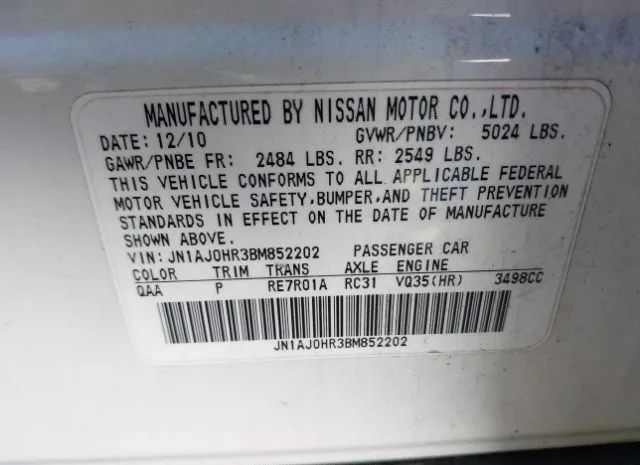 MANUFACTURED BY NISSAN MOTOR CO.,LTD.
DATE: 12/10 GVWR/PNBV: 5024 LBS.
GAWR/PNBE FR: 2484 LBS. RR: 2549 LBS.
THIS VEHICLE CONFORMS TO ALL APPLICABLE FEDERAL
MOTOR VEHICLE SAFETY,BUMPER,AND THEFT PREVENTION
STANDARDS IN EFFECT ON THE DATE OF MANUFACTURE
SHOWN ABOVE.
VIN: JN1AJ0HR3BM852202 PASSENGER CAR
COLOR TRIM TRANS AXLE ENGINE
QAA P RE7R01A RC31 VQ35(HR) 3498CC
JN1AJ0HR3BM852202